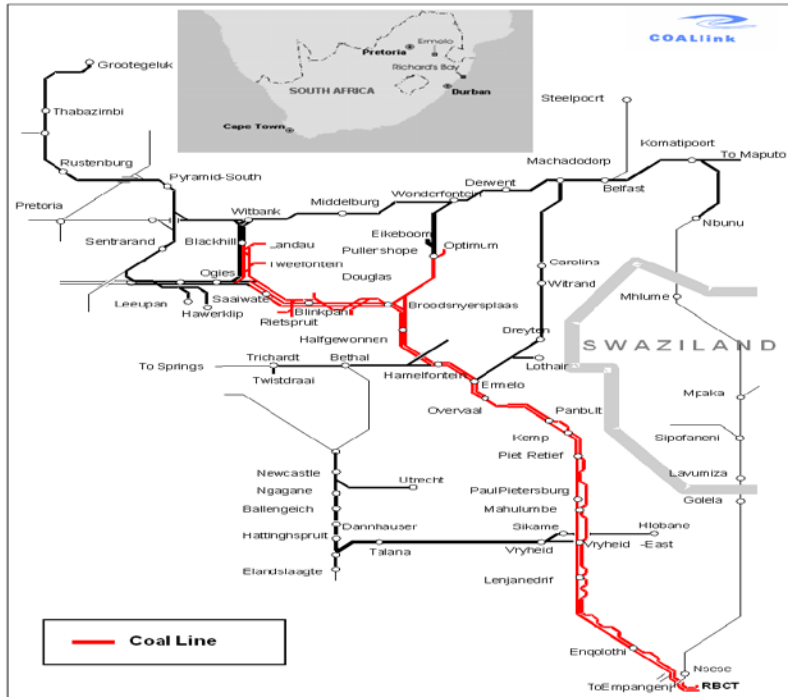 COALlink
Pretoria
Ermelo
Richard's Bay
SOUTH AFRICA
Durban
Cape Town
Grootegeluk
Thabazimbi
Rustenburg
Pyramid-South
Pretoria
Sentrarand
Witbank
Middelburg
Wonderfontein
Derwent
Machadodorp
Steelpoort
Belfast
Komatipoort
To Maputo
Nbunu
Blackhill
Landau
Tweefontein
Eikeboom
Pullershope
Optimum
Douglas
Carolina
Witrand
Mhlume
Ogies
Saaiwate
Leeupan
Hawerklip
Rietspruit
Blinkpan
Broodsnyersplaas
Halfgewonnen
Dreyten
SWAZILAND
To Springs
Trichardt
Bethal
Twistdraai
Hamelfontein
Ermelo
Lothair
Mpaka
Overvaal
Panbult
Kemp
Sipofaneni
Piet Retief
Newcastle
Utrecht
Ngagane
PaulPietersburg
Lavumiza
Golela
Ballengeich
Mahulumbe
Dannhauser
Sikame
Hlobane
Hattinghspruit
Talana
Vryheid
Vryheid -East
Elandslaagte
Lenjanedrif
Coal Line
Enqolothi
Nsese
ToEmpangeni
RBCT